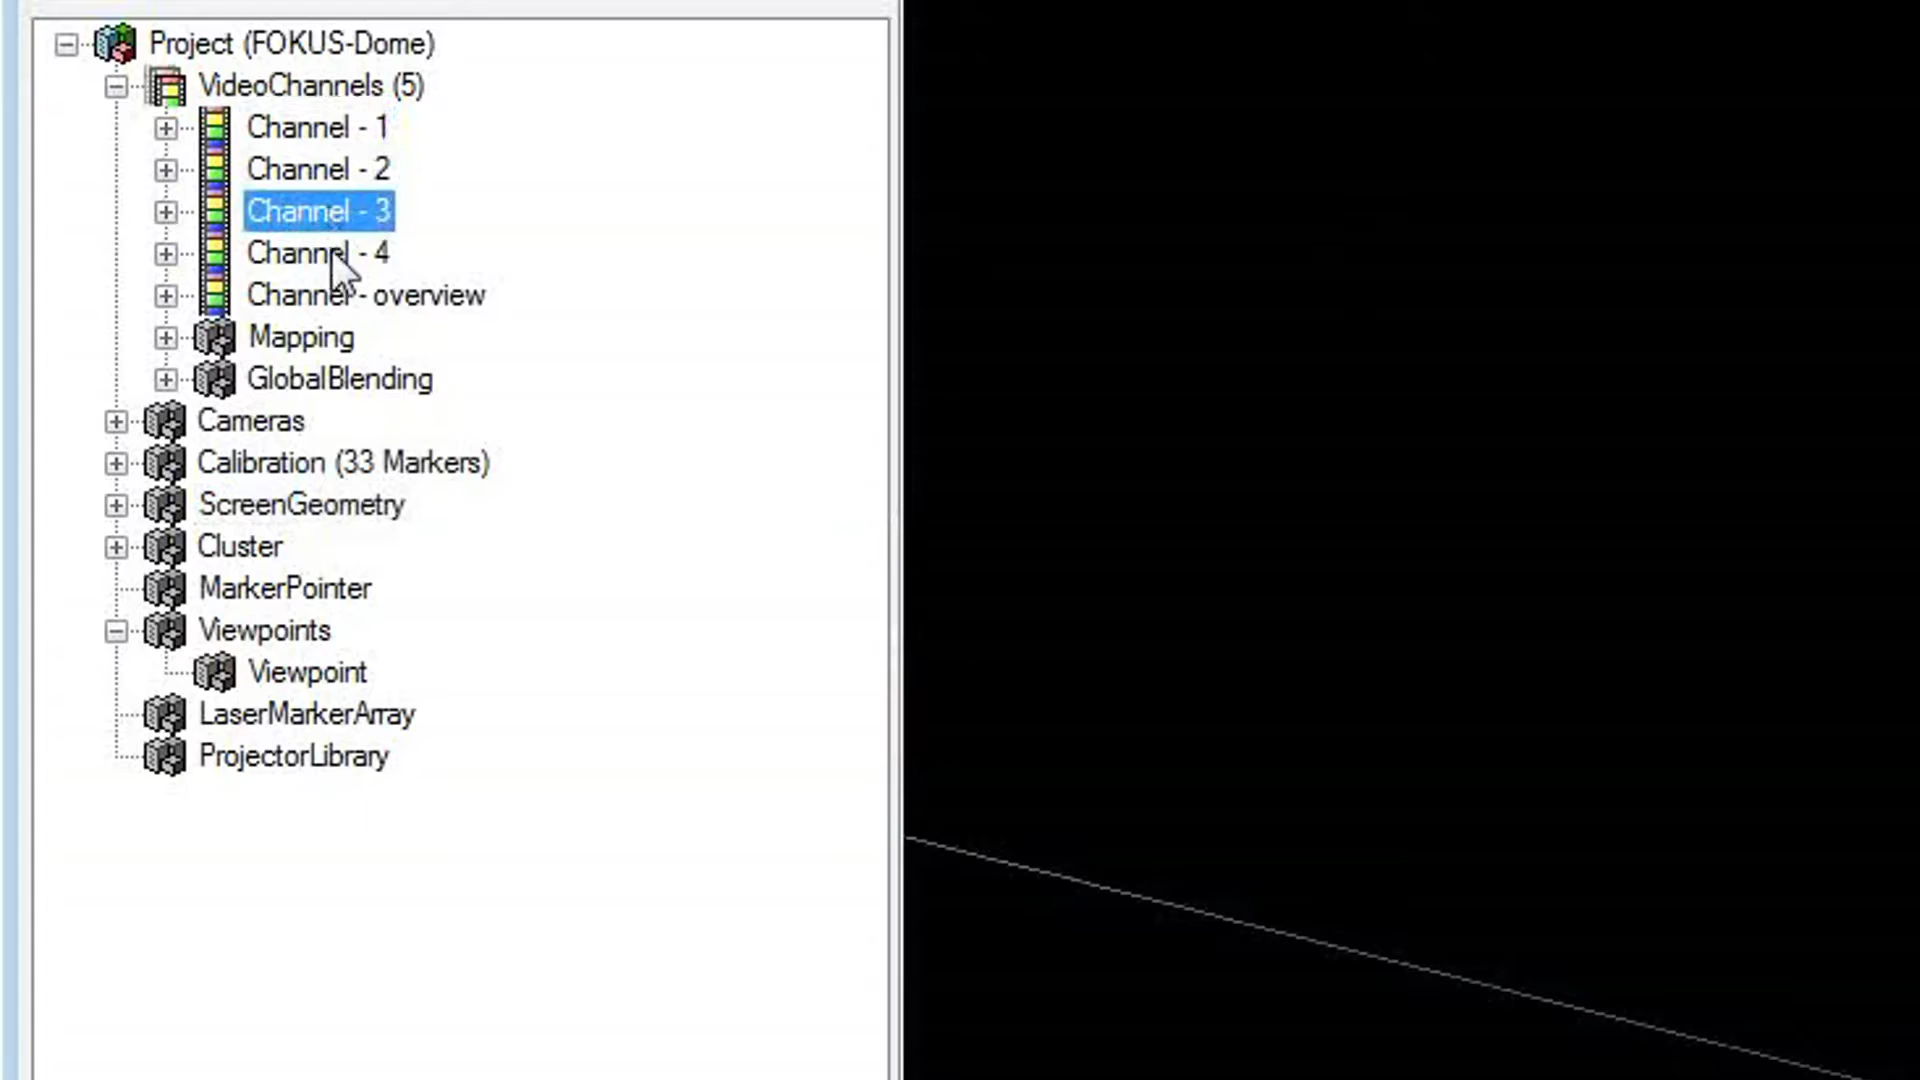 Project (FOKUS-Dome)
VideoChannels (5)
Channel - 1
Channel - 2
Channel - 3
Channel - 4
Channel - overview
Mapping
GlobalBlending
Cameras
Calibration (33 Markers)
ScreenGeometry
Cluster
MarkerPointer
Viewpoints
Viewpoint
LaserMarkerArray
ProjectorLibrary